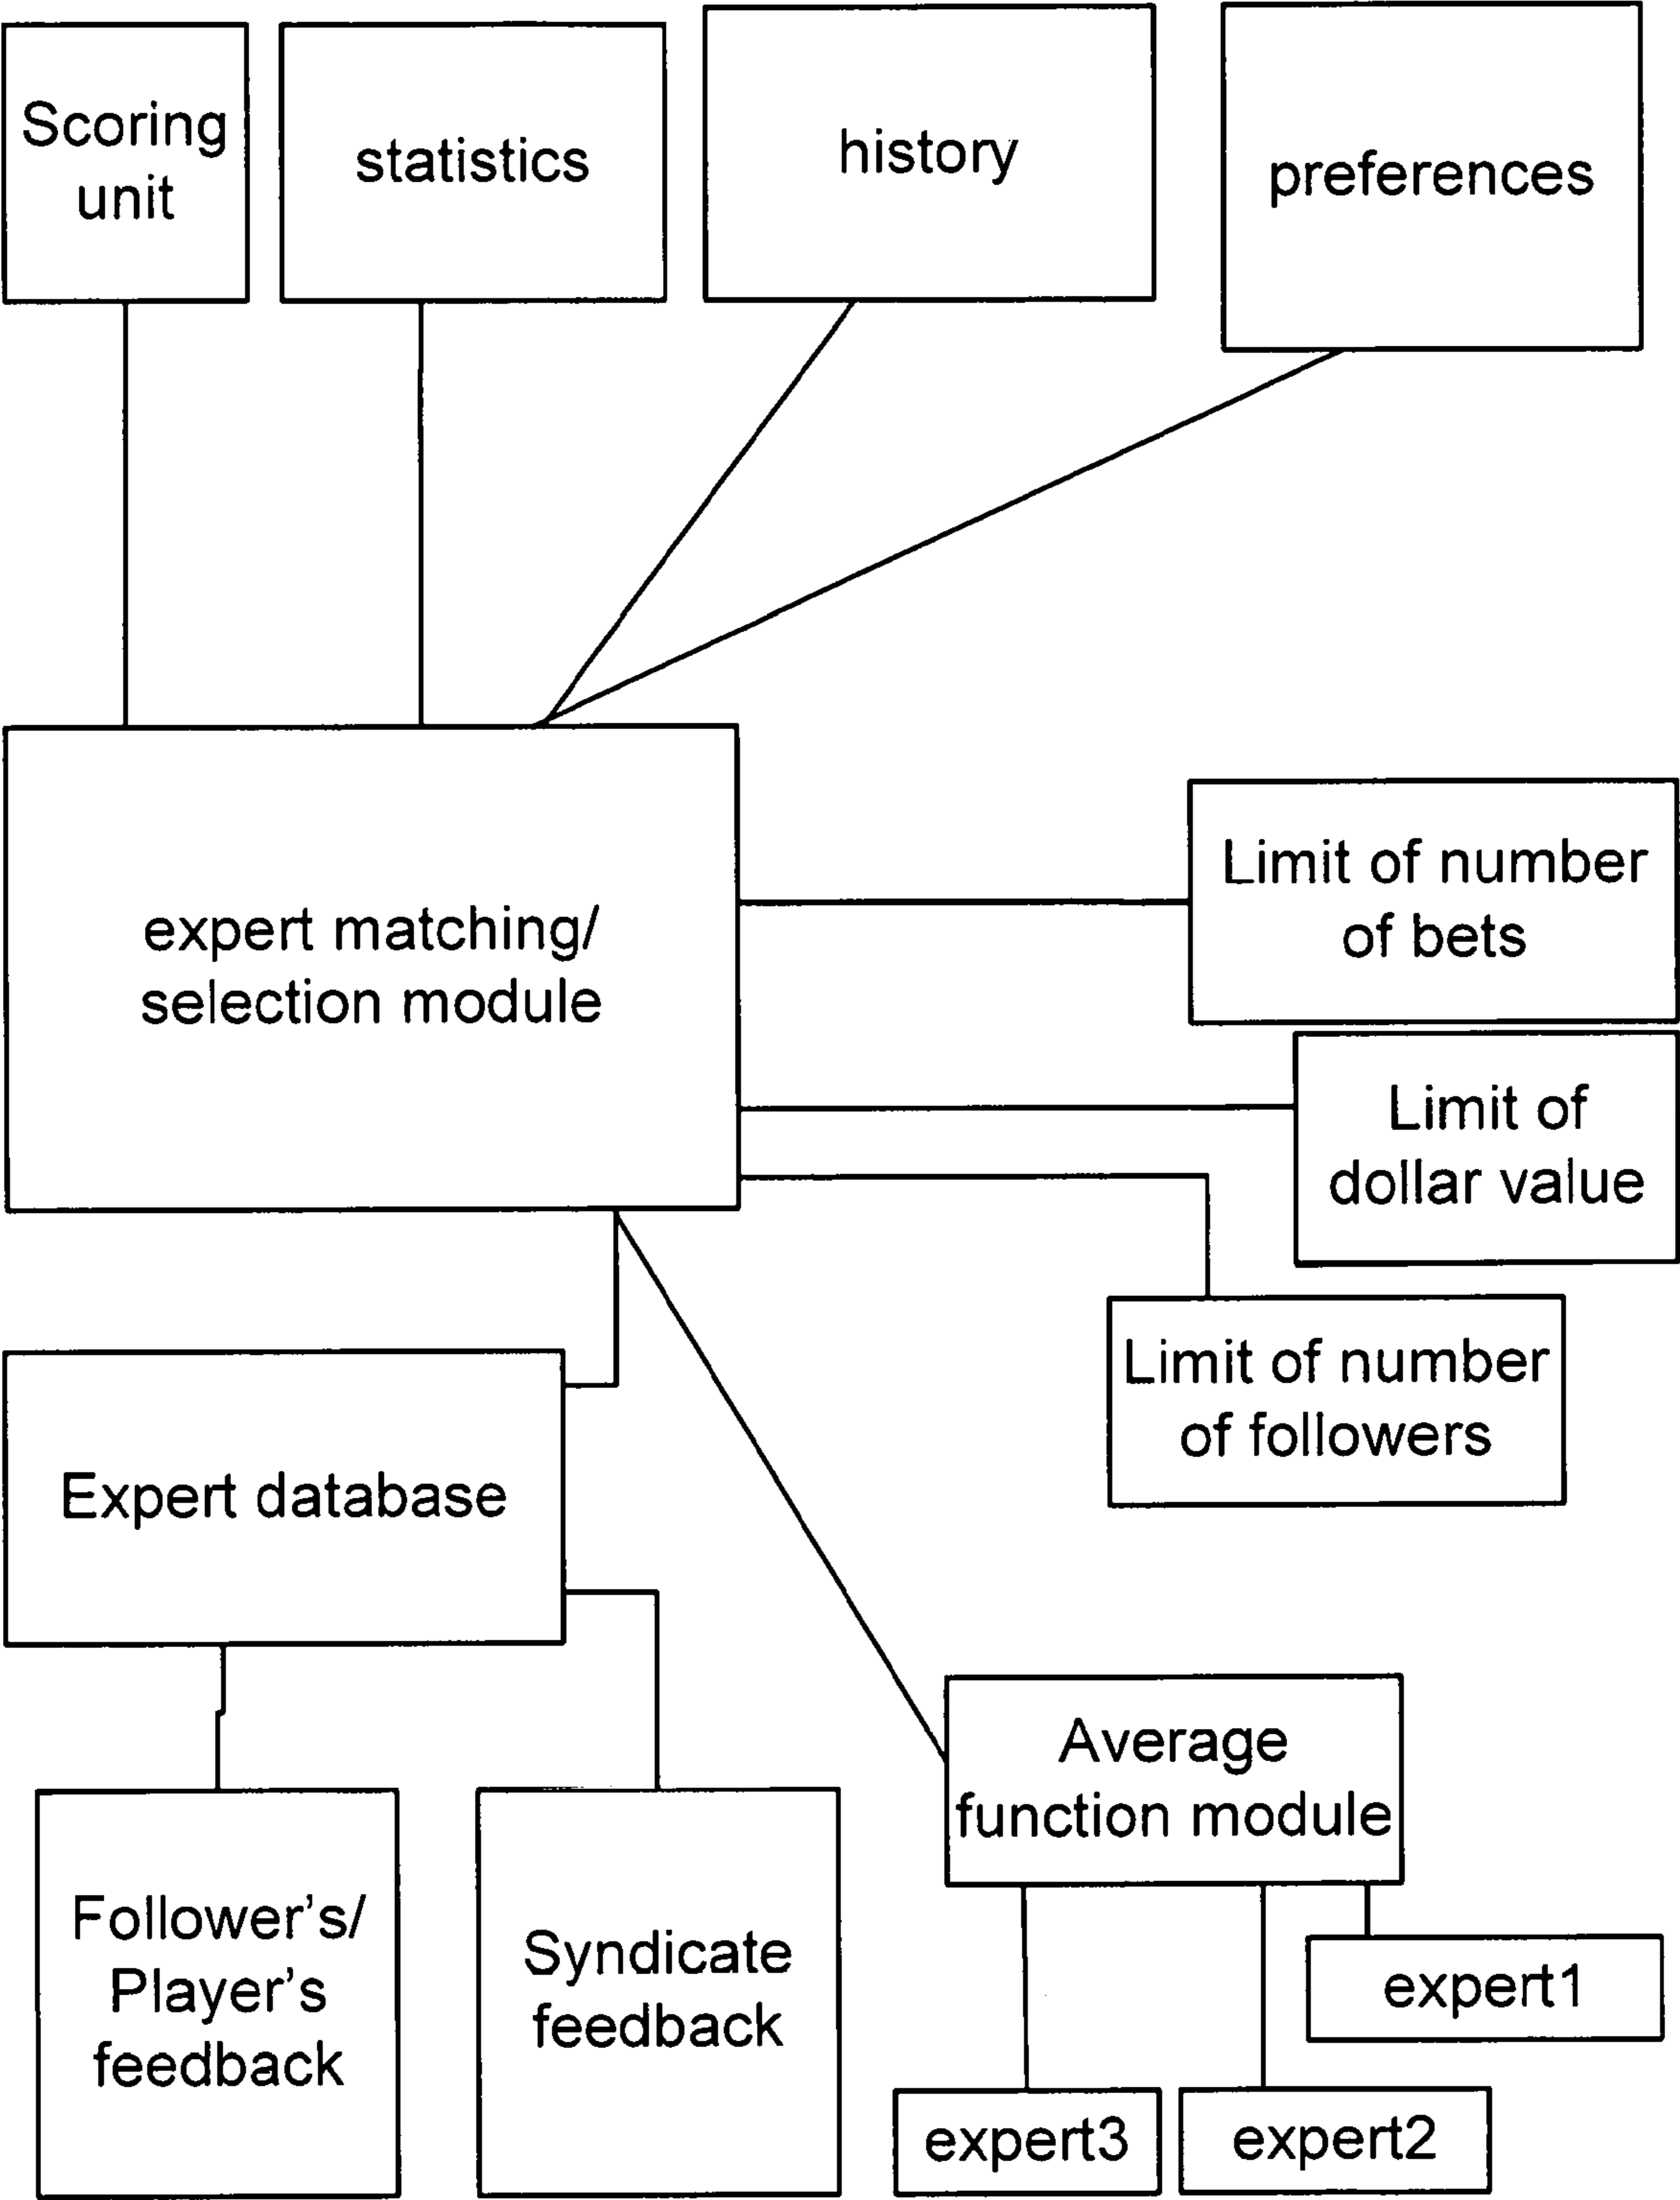 Scoring
unit
statistics
history
preferences
expert matching/
selection module
Limit of number
of bets
Limit of
dollar value
Limit of number
of followers
Expert database
Average
function module
Follower's/
Player's
feedback
Syndicate
feedback
expert1
expert3
expert2